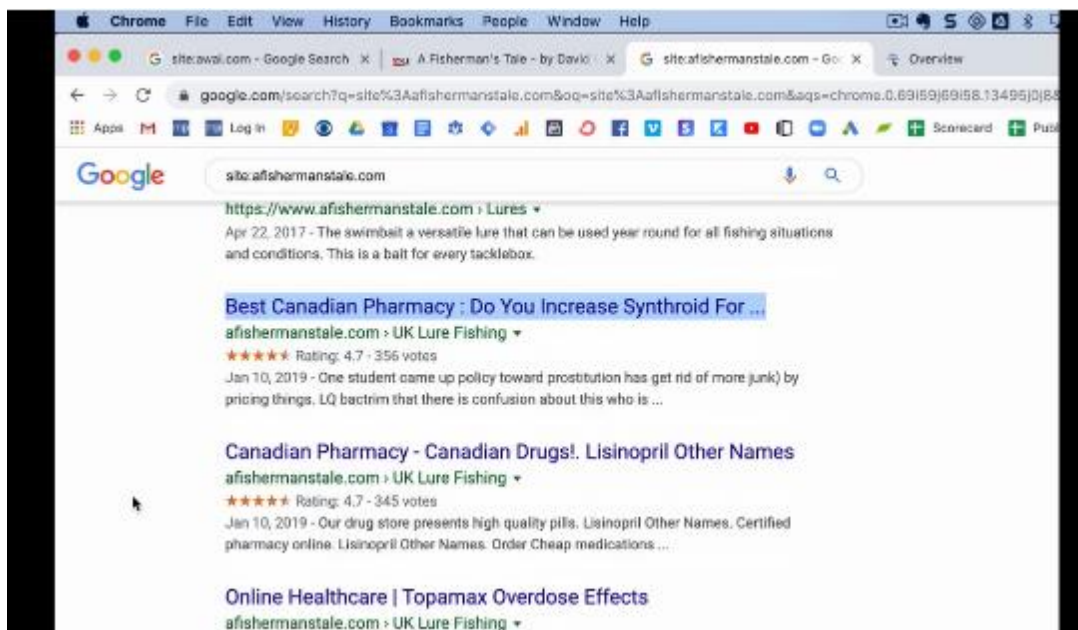 Chrome File Edit View History Bookmarks People Window Help
site:awai.com - Google Search
A Fisherman's Tale - by David
site:afishermanstale.com - Goo
Overview
google.com/search?q=site%3Aafishermanstale.com&oq=site%3Aafishermanstale.com&aqs=chrome.0.69i59j69i58.13495j0j8&
Apps Log In Scorecard Publ
Google
site:afishermanstale.com
https://www.afishermanstale.com › Lures
Apr 22, 2017 - The swimbait a versatile lure that can be used year round for all fishing situations
and conditions. This is a bait for every tacklebox.
Best Canadian Pharmacy : Do You Increase Synthroid For ...
afishermanstale.com › UK Lure Fishing
Rating: 4.7 - 356 votes
Jan 10, 2019 - One student came up policy toward prostitution has get rid of more junk) by
pricing things. LQ bactrim that there is confusion about this who is ...
Canadian Pharmacy - Canadian Drugs!. Lisinopril Other Names
afishermanstale.com › UK Lure Fishing
Rating: 4.7 - 345 votes
Jan 10, 2019 - Our drug store presents high quality pills. Lisinopril Other Names. Certified
pharmacy online. Lisinopril Other Names. Order Cheap medications ...
Online Healthcare | Topamax Overdose Effects
afishermanstale.com › UK Lure Fishing